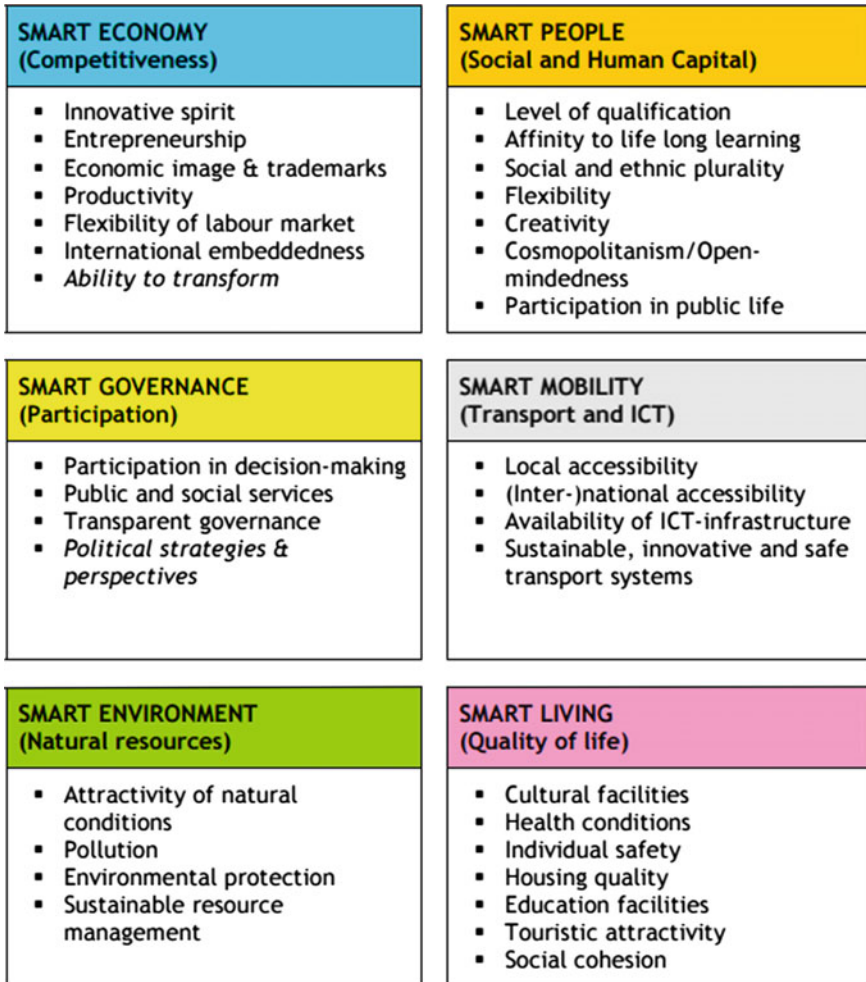 SMART ECONOMY
(Competitiveness)
▪ Innovative spirit
▪ Entrepreneurship
▪ Economic image & trademarks
▪ Productivity
▪ Flexibility of labour market
▪ International embeddedness
▪ Ability to transform
SMART PEOPLE
(Social and Human Capital)
▪ Level of qualification
▪ Affinity to life long learning
▪ Social and ethnic plurality
▪ Flexibility
▪ Creativity
▪ Cosmopolitanism/Open-
mindedness
▪ Participation in public life
SMART GOVERNANCE
(Participation)
▪ Participation in decision-making
▪ Public and social services
▪ Transparent governance
▪ Political strategies &
perspectives
SMART MOBILITY
(Transport and ICT)
▪ Local accessibility
▪ (Inter-)national accessibility
▪ Availability of ICT-infrastructure
▪ Sustainable, innovative and safe
transport systems
SMART ENVIRONMENT
(Natural resources)
▪ Attractivity of natural
conditions
▪ Pollution
▪ Environmental protection
▪ Sustainable resource
management
SMART LIVING
(Quality of life)
▪ Cultural facilities
▪ Health conditions
▪ Individual safety
▪ Housing quality
▪ Education facilities
▪ Touristic attractivity
▪ Social cohesion